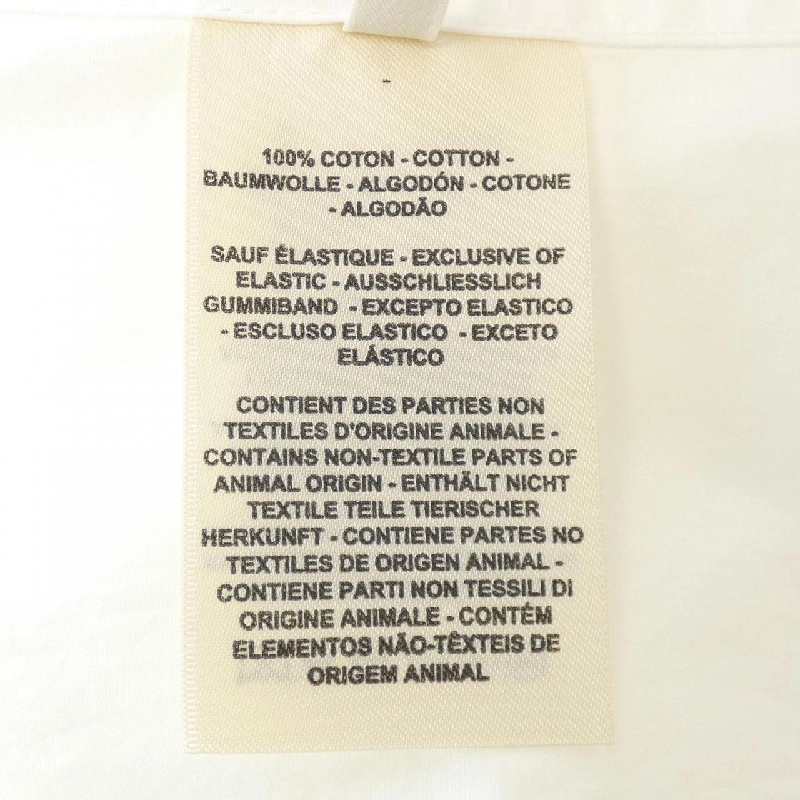 -
100% COTON - COTTON -
BAUMWOLLE - ALGODÓN - COTONE
- ALGODÃO
SAUF ÉLASTIQUE - EXCLUSIVE OF
ELASTIC - AUSSCHLIESSLICH
GUMMIBAND - EXCEPTO ELASTICO
- ESCLUSO ELASTICO - EXCETO
ELÁSTICO
CONTIENT DES PARTIES NON
TEXTILES D'ORIGINE ANIMALE -
CONTAINS NON-TEXTILE PARTS OF
ANIMAL ORIGIN - ENTHÄLT NICHT
TEXTILE TEILE TIERISCHER
HERKUNFT - CONTIENE PARTES NO
TEXTILES DE ORIGEN ANIMAL -
CONTIENE PARTI NON TESSILI DI
ORIGINE ANIMALE - CONTÉM
ELEMENTOS NÃO-TÊXTEIS DE
ORIGEM ANIMAL